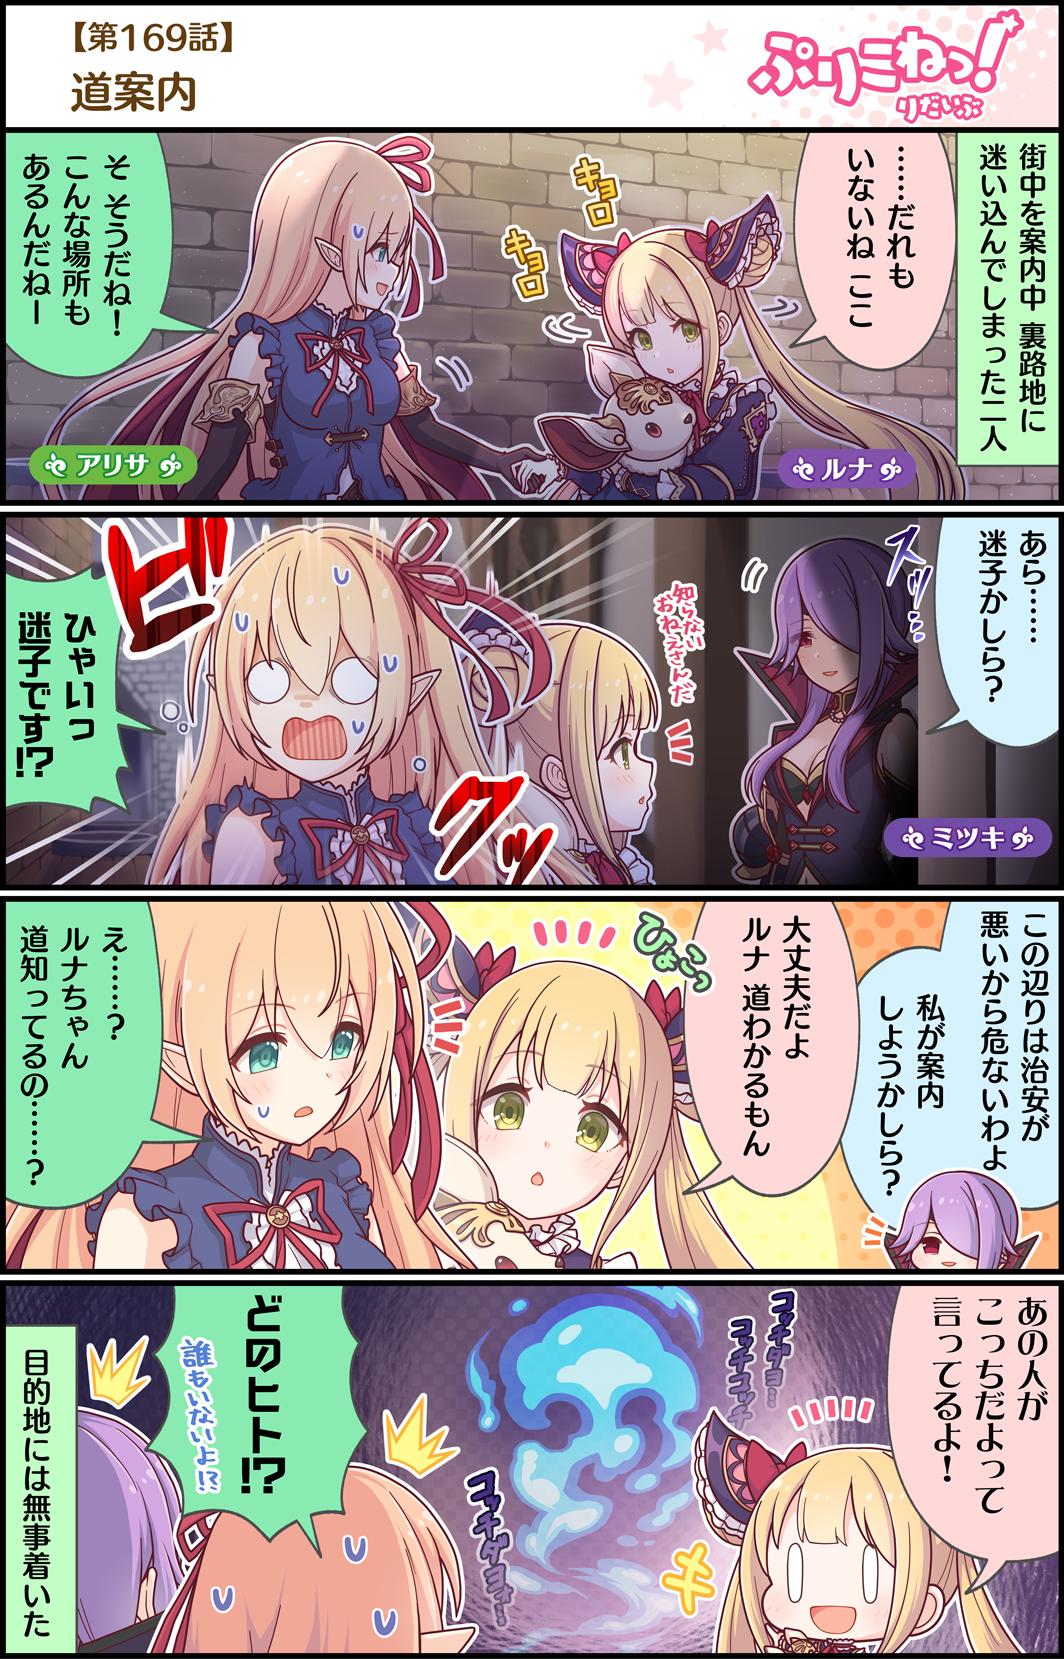 【第169話】
道案内
ぷりこねっ!
りだいぶ
街中を案内中 裏路地に
迷い込んでしまった二人
……だれも
いないね ここ
キョロ
キョロ
そ そうだね!
こんな場所も
あるんだねー
アリサ
ルナ
あら……
迷子かしら?
スッ…
知らない
おねえさんだ
ビクッ
ひゃいっ
迷子です!?
ミツキ
この辺りは治安が
悪いから危ないわよ
私が案内
しようかしら?
大丈夫だよ
ルナ 道わかるもん
ひょこっ
え……?
ルナちゃん
道知ってるの……?
あの人が
こっちだよって
言ってるよ!
コッチダヨ…
コッチコッチ
コッチダヨ…
どのヒト!?
誰もいないよ!?
目的地には無事着いた